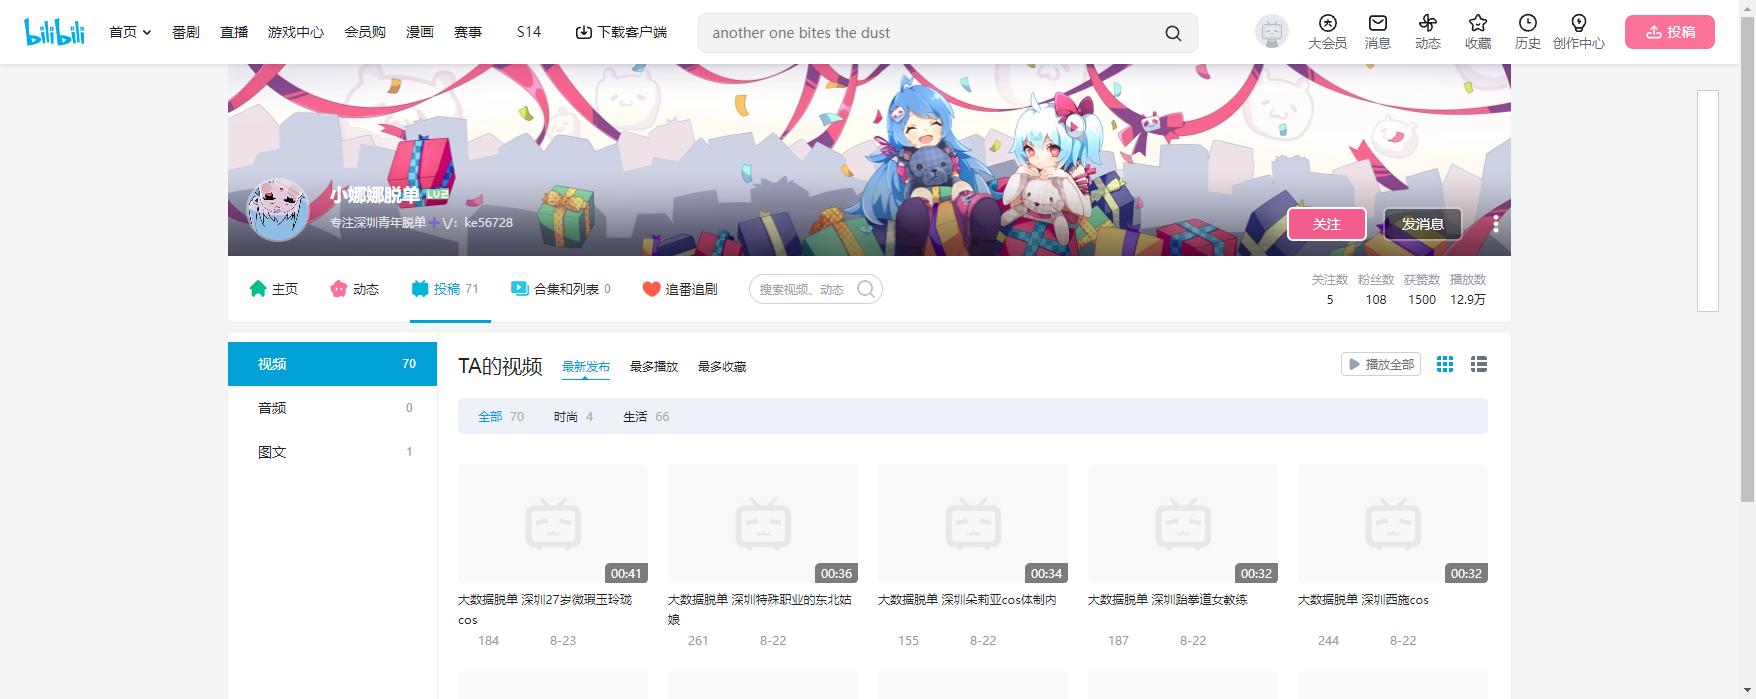 bilibili
首页
番剧
直播
游戏中心
会员购
漫画
赛事
S14
下载客户端
another one bites the dust
大会员
消息
动态
收藏
历史
创作中心
投稿
小娜娜脱单 LV2
专注深圳青年脱单➕V：ke56728
关注
发消息
主页
动态
投稿 71
合集和列表 0
追番追剧
搜索视频、动态
关注数 粉丝数 获赞数 播放数
5 108 1500 12.9万
视频 70
音频 0
图文 1
TA的视频
最新发布
最多播放
最多收藏
播放全部
全部 70
时尚 4
生活 66
00:41
00:36
00:34
00:32
00:32
大数据脱单 深圳27岁微瑕玉玲珑
cos
184 8-23
大数据脱单 深圳特殊职业的东北姑
娘
261 8-22
大数据脱单 深圳朵莉亚cos体制内
155 8-22
大数据脱单 深圳跆拳道女教练
187 8-22
大数据脱单 深圳西施cos
244 8-22